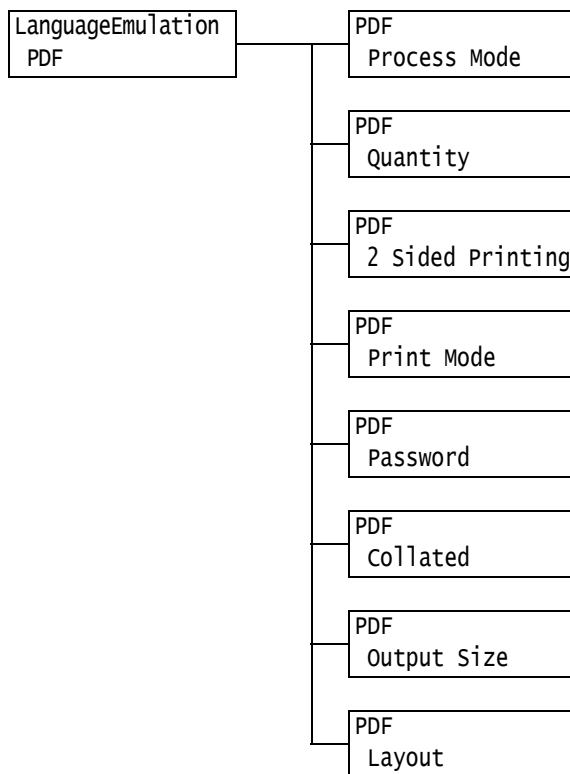 LanguageEmulation
PDF
PDF
Process Mode
PDF
Quantity
PDF
2 Sided Printing
PDF
Print Mode
PDF
Password
PDF
Collated
PDF
Output Size
PDF
Layout